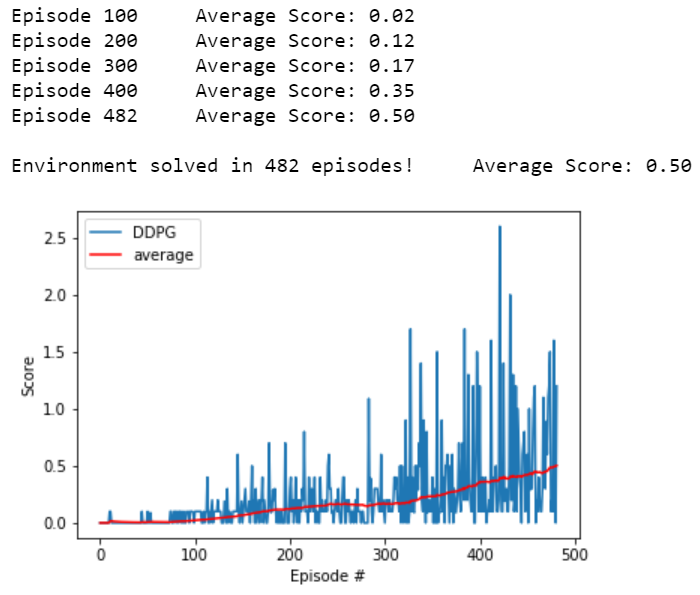 Episode 100 Average Score: 0.02
Episode 200 Average Score: 0.12
Episode 300 Average Score: 0.17
Episode 400 Average Score: 0.35
Episode 482 Average Score: 0.50
Environment solved in 482 episodes! Average Score: 0.50
DDPG
average
2.5
2.0
1.5
1.0
0.5
0.0
Score
0 100 200 300 400 500
Episode #